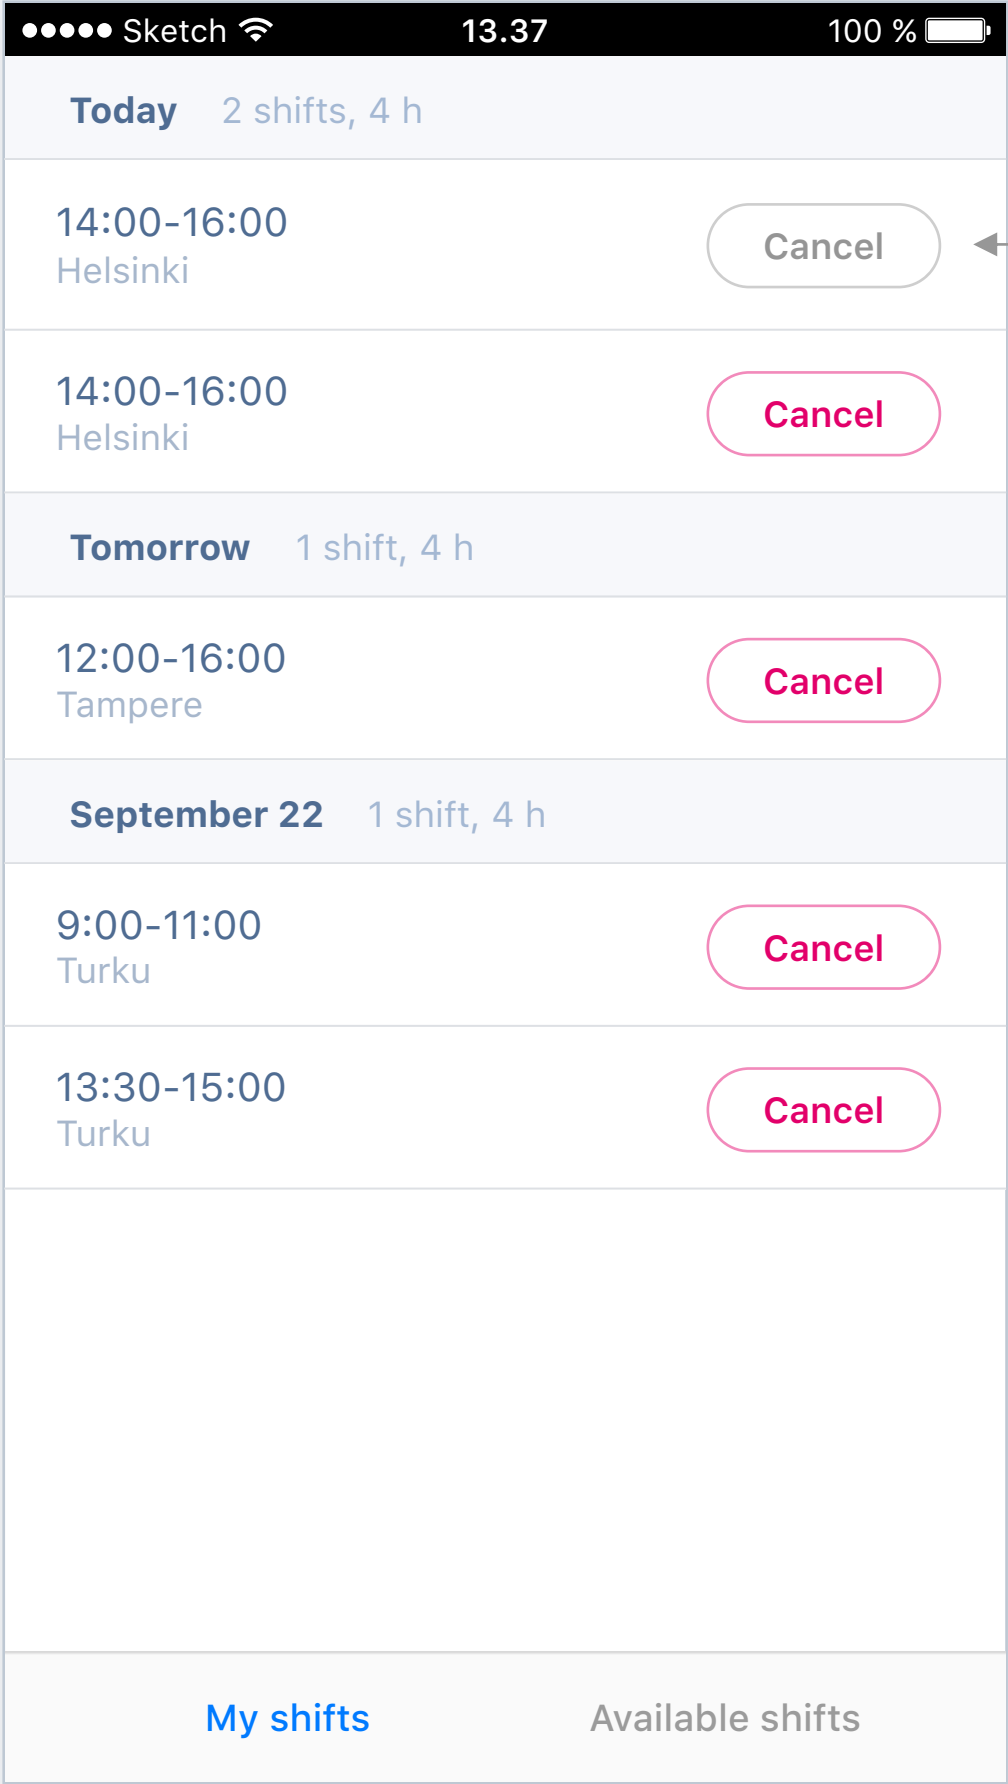 Sketch 13.37 100 %
Today 2 shifts, 4 h
14:00-16:00
Helsinki
Cancel
14:00-16:00
Helsinki
Cancel
Tomorrow 1 shift, 4 h
12:00-16:00
Tampere
Cancel
September 22 1 shift, 4 h
9:00-11:00
Turku
Cancel
13:30-15:00
Turku
Cancel
My shifts Available shifts